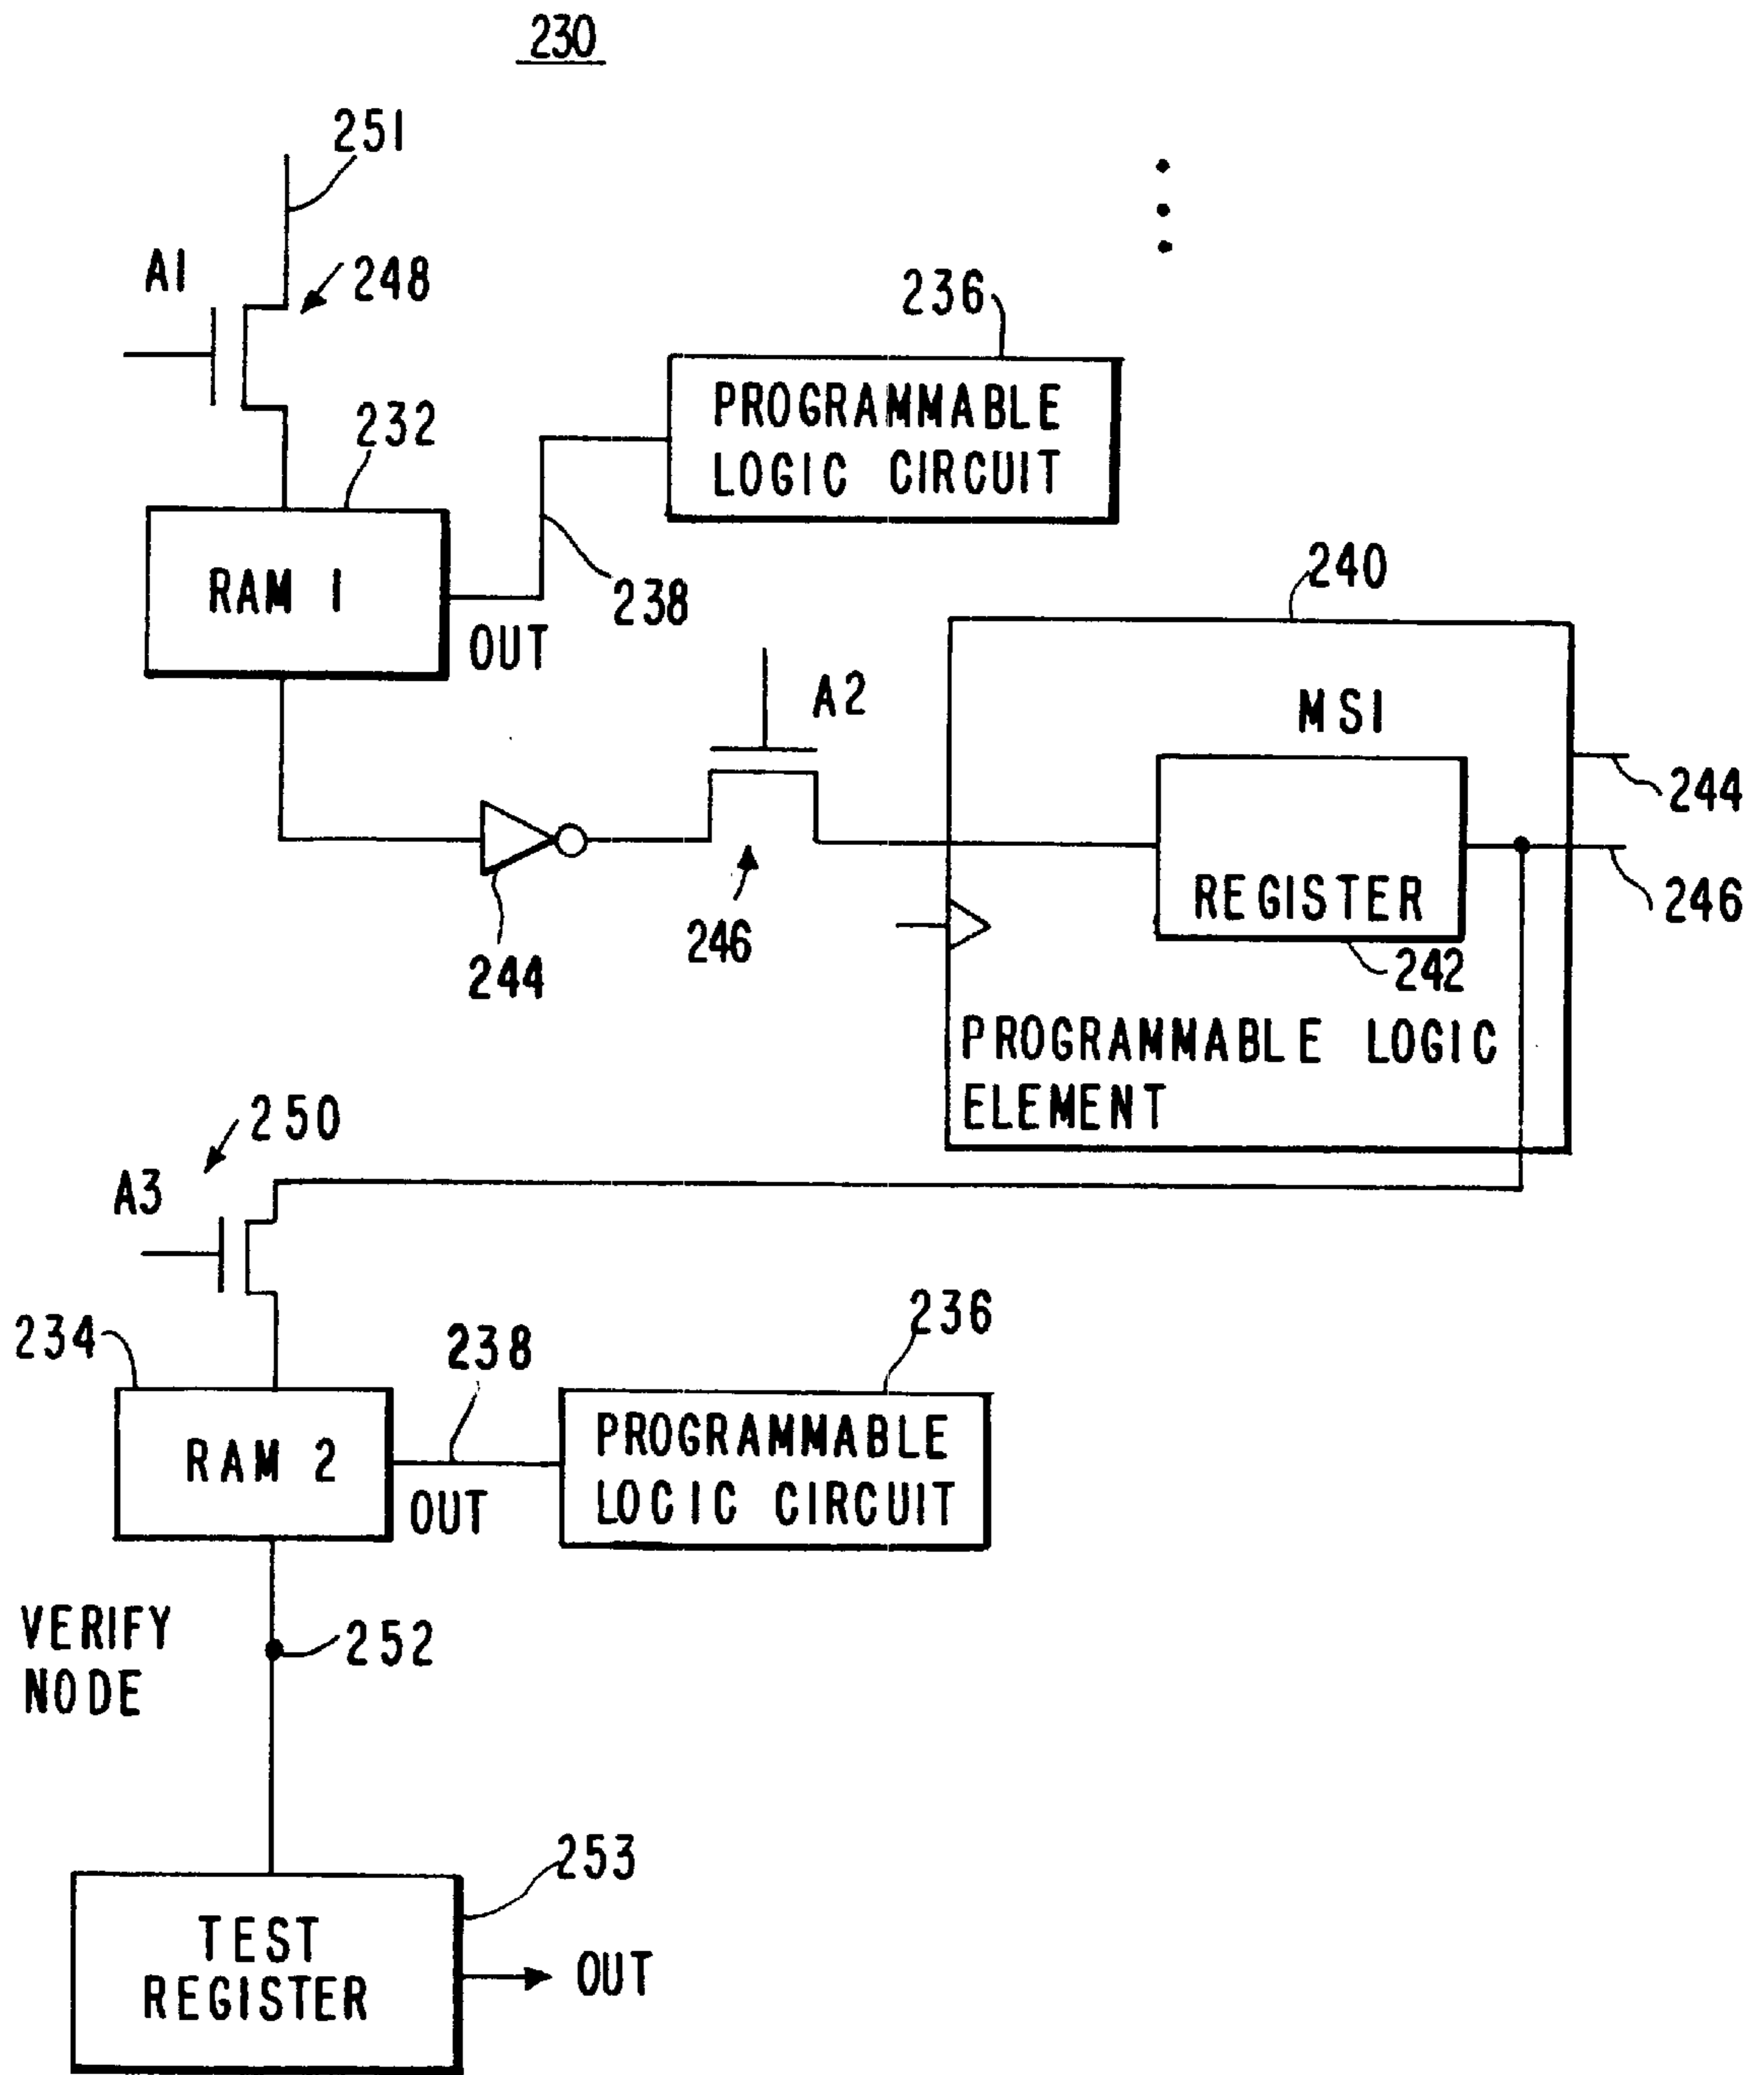 230
251
A1
248
236
PROGRAMMABLE
LOGIC CIRCUIT
232
RAM 1
238
OUT
240
A2
MSI
244
REGISTER
246
246
244
242
PROGRAMMABLE LOGIC
ELEMENT
250
A3
234
238
236
RAM 2
PROGRAMMABLE
LOGIC CIRCUIT
OUT
VERIFY
NODE
252
253
TEST
REGISTER
OUT